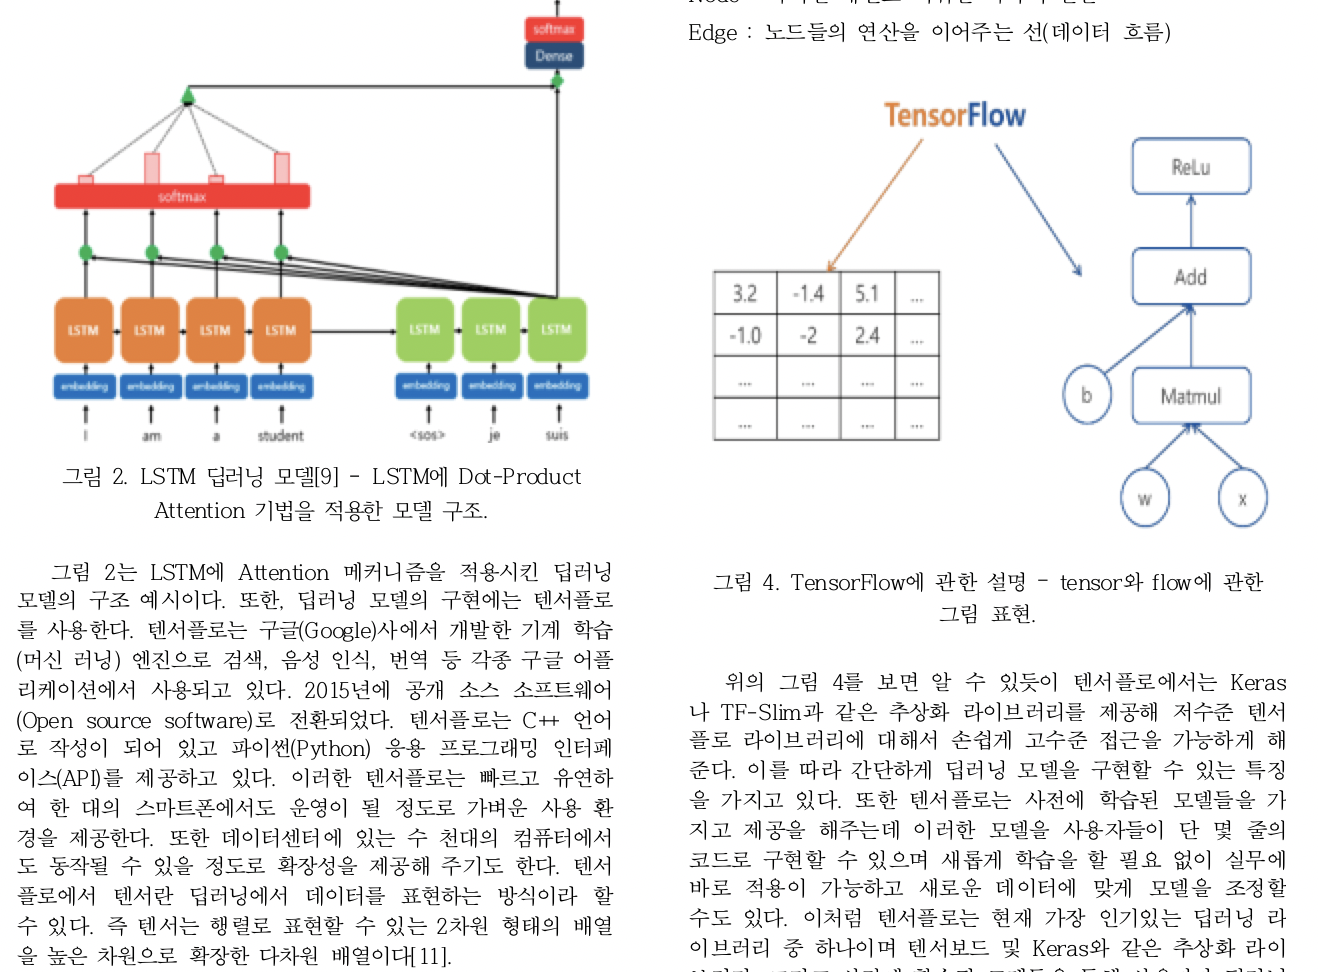 softmax
Dense
softmax
LSTM LSTM LSTM LSTM LSTM LSTM LSTM
embedding embedding embedding embedding embedding embedding embedding
I am a student <sos> je suis
그림 2. LSTM 딥러닝 모델[9] - LSTM에 Dot-Product
Attention 기법을 적용한 모델 구조.
그림 2는 LSTM에 Attention 메커니즘을 적용시킨 딥러닝
모델의 구조 예시이다. 또한, 딥러닝 모델의 구현에는 텐서플로
를 사용한다. 텐서플로는 구글(Google)사에서 개발한 기계 학습
(머신 러닝) 엔진으로 검색, 음성 인식, 번역 등 각종 구글 어플
리케이션에서 사용되고 있다. 2015년에 공개 소스 소프트웨어
(Open source software)로 전환되었다. 텐서플로는 C++ 언어
로 작성이 되어 있고 파이썬(Python) 응용 프로그래밍 인터페
이스(API)를 제공하고 있다. 이러한 텐서플로는 빠르고 유연하
여 한 대의 스마트폰에서도 운영이 될 정도로 가벼운 사용 환
경을 제공한다. 또한 데이터센터에 있는 수 천대의 컴퓨터에서
도 동작될 수 있을 정도로 확장성을 제공해 주기도 한다. 텐서
플로에서 텐서란 딥러닝에서 데이터를 표현하는 방식이라 할
수 있다. 즉 텐서는 행렬로 표현할 수 있는 2차원 형태의 배열
을 높은 차원으로 확장한 다차원 배열이다[11].
Edge : 노드들의 연산을 이어주는 선(데이터 흐름)
TensorFlow
3.2 -1.4 5.1 ...
-1.0 -2 2.4 ...
... ... ... ...
... ... ... ...
ReLu
Add
b
Matmul
w x
그림 4. TensorFlow에 관한 설명 - tensor와 flow에 관한
그림 표현.
위의 그림 4를 보면 알 수 있듯이 텐서플로에서는 Keras
나 TF-Slim과 같은 추상화 라이브러리를 제공해 저수준 텐서
플로 라이브러리에 대해서 손쉽게 고수준 접근을 가능하게 해
준다. 이를 따라 간단하게 딥러닝 모델을 구현할 수 있는 특징
을 가지고 있다. 또한 텐서플로는 사전에 학습된 모델들을 가
지고 제공을 해주는데 이러한 모델을 사용자들이 단 몇 줄의
코드로 구현할 수 있으며 새롭게 학습을 할 필요 없이 실무에
바로 적용이 가능하고 새로운 데이터에 맞게 모델을 조정할
수도 있다. 이처럼 텐서플로는 현재 가장 인기있는 딥러닝 라
이브러리 중 하나이며 텐서보드 및 Keras와 같은 추상화 라이